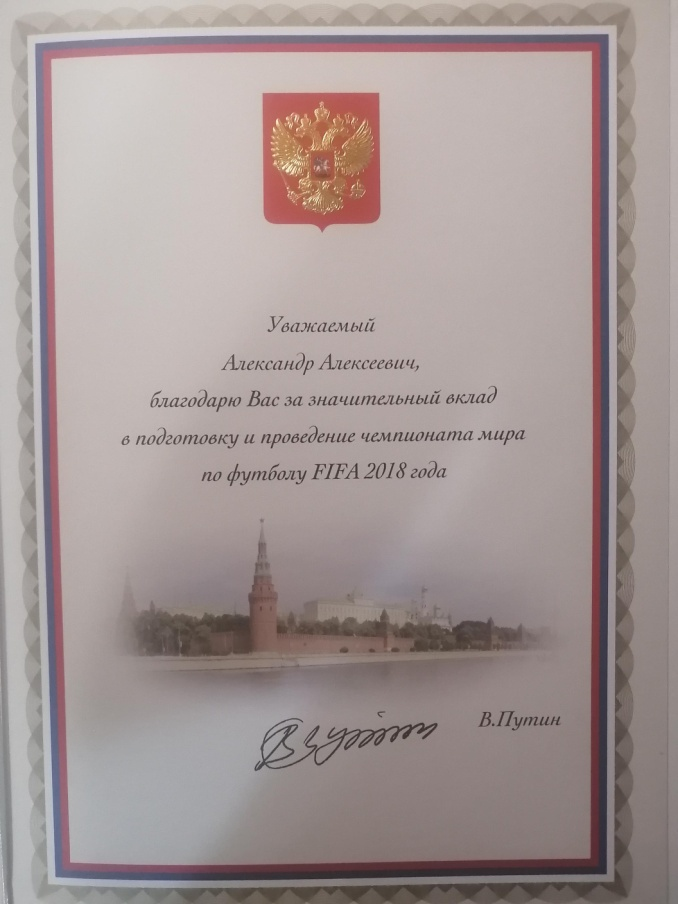 Уважаемый
Александр Алексеевич,
благодарю Вас за значительный вклад
в подготовку и проведение чемпионата мира
по футболу FIFA 2018 года
В.Путин